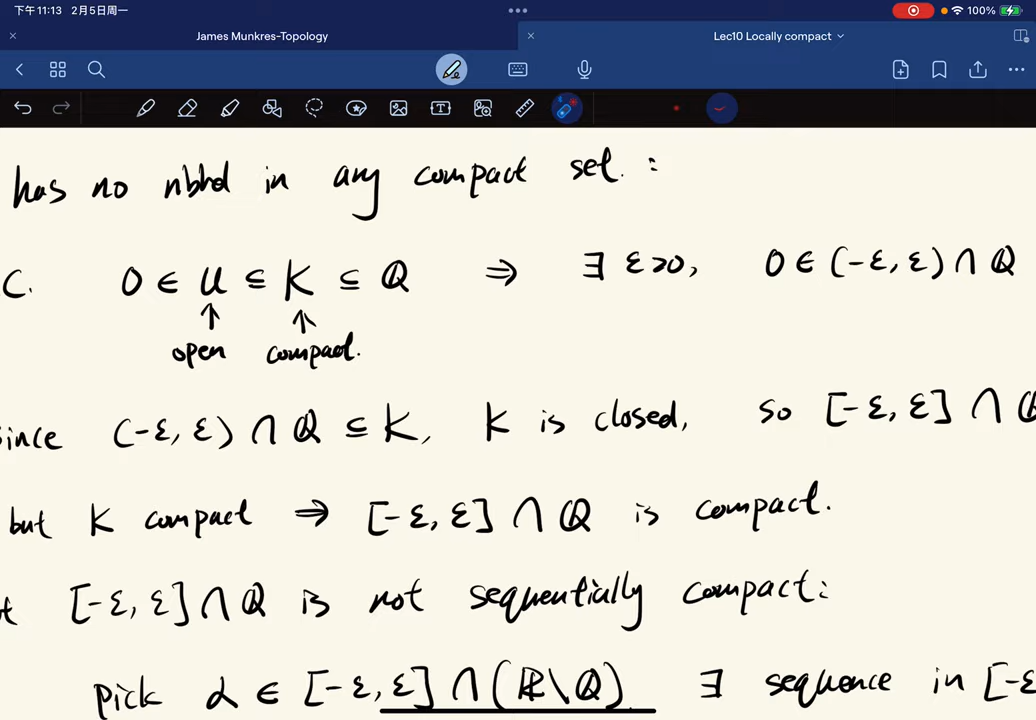 下午11:13 2月5日周一
100%
James Munkres-Topology
Lec10 Locally compact
has no nbhd in any compact set. :
C. 0 ∈ U ⊆ K ⊆ ℚ ⇒ ∃ ε>0, 0 ∈ (-ε, ε) ∩ ℚ
open compact.
since (-ε, ε) ∩ ℚ ⊆ K, K is closed, so [-ε, ε] ∩ ℚ
but K compact ⇒ [-ε, ε] ∩ ℚ is compact.
[-ε, ε] ∩ ℚ is not sequentially compact:
pick α ∈ [-ε, ε] ∩ (ℝ\ℚ) ∃ sequence in [-ε